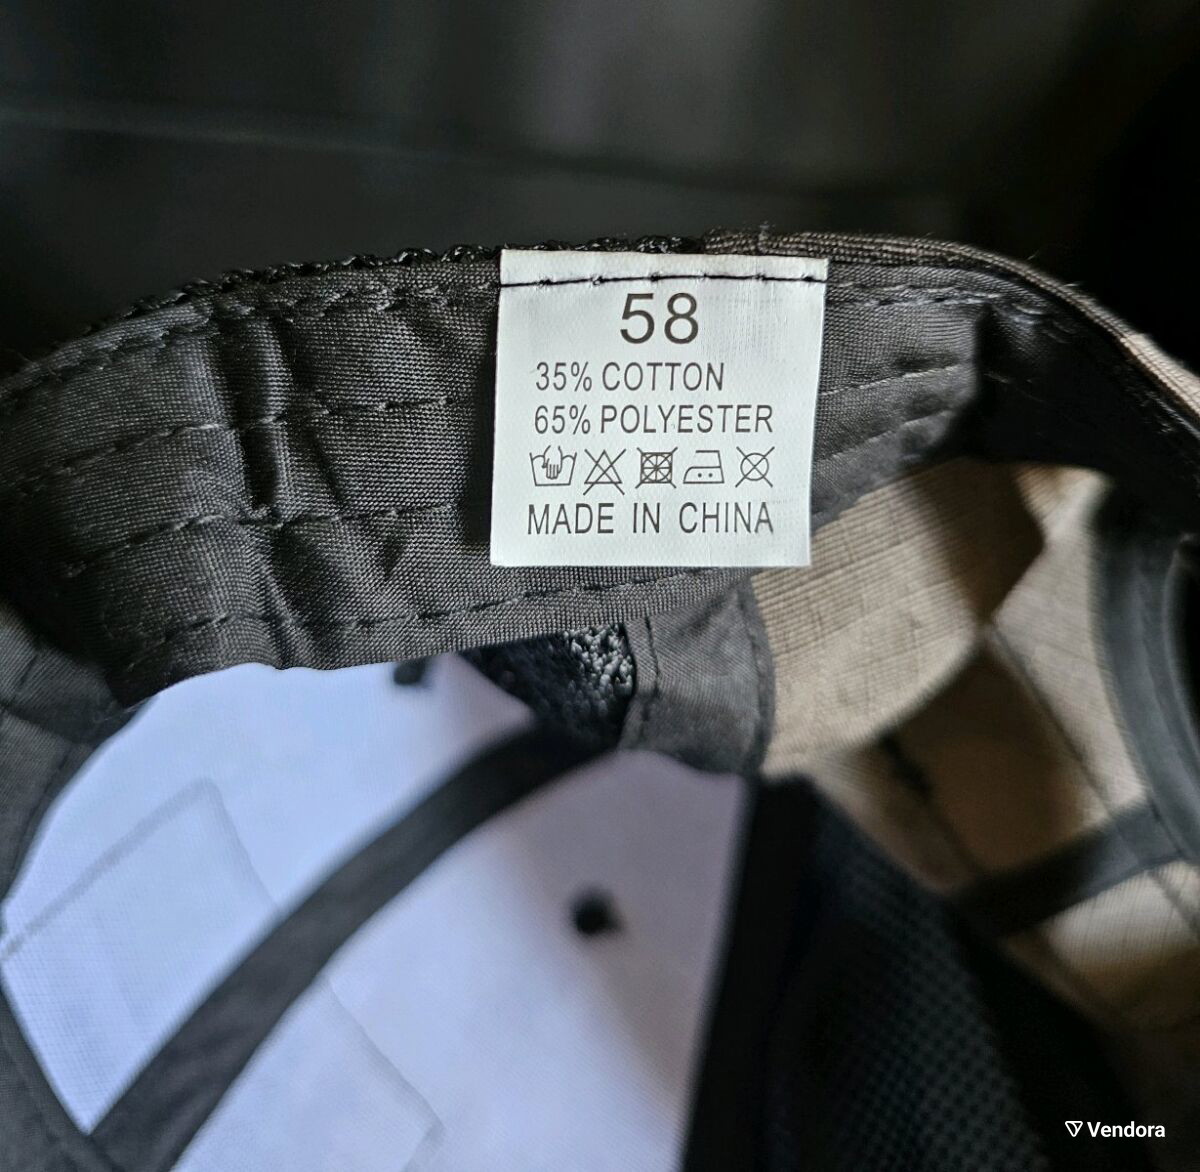 58
35% COTTON
65% POLYESTER
MADE IN CHINA
Vendora